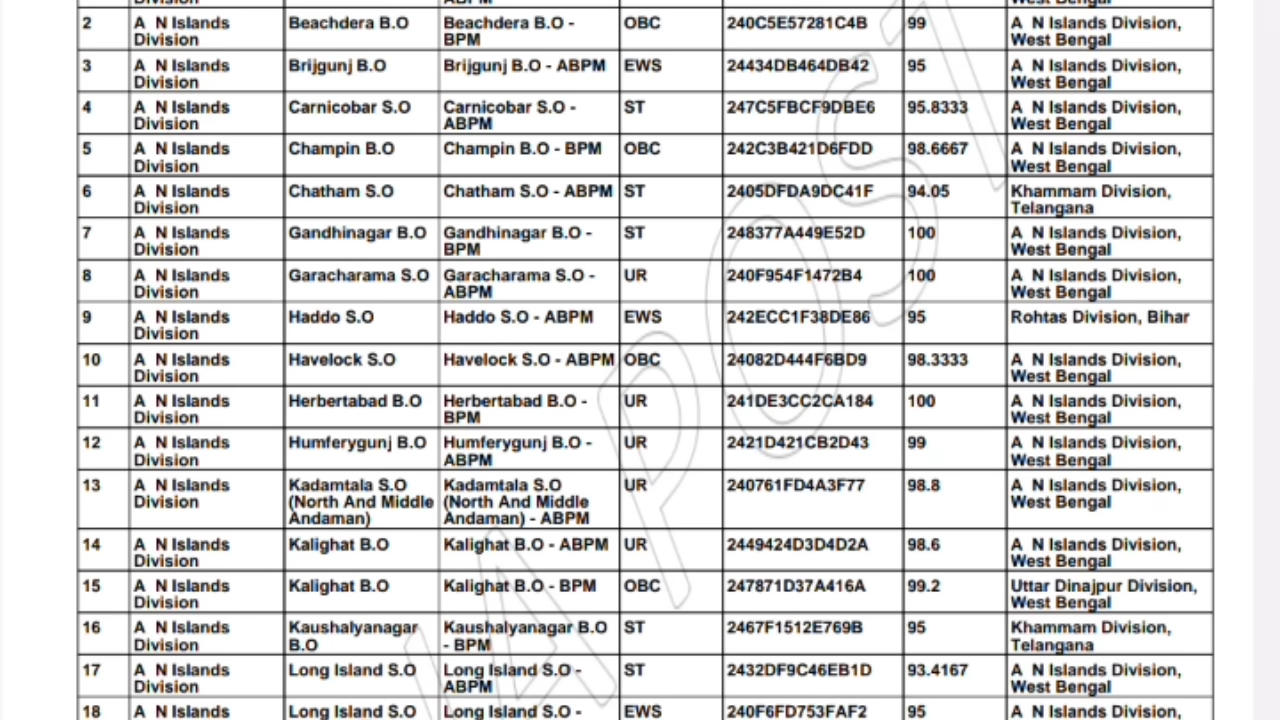 ABPM West Bengal
2 A N Islands Beachdera B.O Beachdera B.O - OBC 240C5E57281C4B 99 A N Islands Division,
Division BPM West Bengal
3 A N Islands Brijgunj B.O Brijgunj B.O - ABPM EWS 24434DB464DB42 95 A N Islands Division,
Division West Bengal
4 A N Islands Carnicobar S.O Carnicobar S.O - ST 247C5FBCF9DBE6 95.8333 A N Islands Division,
Division ABPM West Bengal
5 A N Islands Champin B.O Champin B.O - BPM OBC 242C3B421D6FDD 98.6667 A N Islands Division,
Division West Bengal
6 A N Islands Chatham S.O Chatham S.O - ABPM ST 2405DFDA9DC41F 94.05 Khammam Division,
Division Telangana
7 A N Islands Gandhinagar B.O Gandhinagar B.O - ST 248377A449E52D 100 A N Islands Division,
Division BPM West Bengal
8 A N Islands Garacharama S.O Garacharama S.O - UR 240F954F1472B4 100 A N Islands Division,
Division ABPM West Bengal
9 A N Islands Haddo S.O Haddo S.O - ABPM EWS 242ECC1F38DE86 95 Rohtas Division, Bihar
Division
10 A N Islands Havelock S.O Havelock S.O - ABPM OBC 24082D444F6BD9 98.3333 A N Islands Division,
Division West Bengal
11 A N Islands Herbertabad B.O Herbertabad B.O - UR 241DE3CC2CA184 100 A N Islands Division,
Division BPM West Bengal
12 A N Islands Humferygunj B.O Humferygunj B.O - UR 2421D421CB2D43 99 A N Islands Division,
Division ABPM West Bengal
13 A N Islands Kadamtala S.O Kadamtala S.O UR 240761FD4A3F77 98.8 A N Islands Division,
Division (North And Middle (North And Middle West Bengal
Andaman) Andaman) - ABPM
14 A N Islands Kalighat B.O Kalighat B.O - ABPM UR 2449424D3D4D2A 98.6 A N Islands Division,
Division West Bengal
15 A N Islands Kalighat B.O Kalighat B.O - BPM OBC 247871D37A416A 99.2 Uttar Dinajpur Division,
Division West Bengal
16 A N Islands Kaushalyanagar Kaushalyanagar B.O ST 2467F1512E769B 95 Khammam Division,
Division B.O - BPM Telangana
17 A N Islands Long Island S.O Long Island S.O - ST 2432DF9C46EB1D 93.4167 A N Islands Division,
Division ABPM West Bengal
18 A N Islands Long Island S.O Long Island S.O - EWS 240F6FD753FAF2 95 A N Islands Division,
IA POST